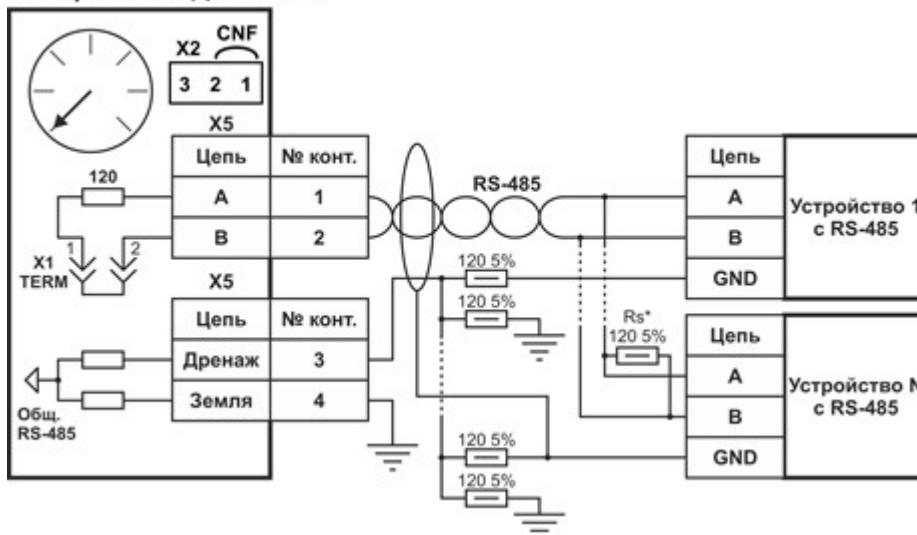 X2 CNF
3 2 1
X5
Цепь № конт.
A 1
B 2
120
1 2
X1
TERM
X5
Цепь № конт.
Дренаж 3
Земля 4
Общ.
RS-485
RS-485
120 5%
120 5%
Rs*
120 5%
120 5%
120 5%
Цепь
A
B
GND
Устройство 1
с RS-485
Цепь
A
B
GND
Устройство N
с RS-485